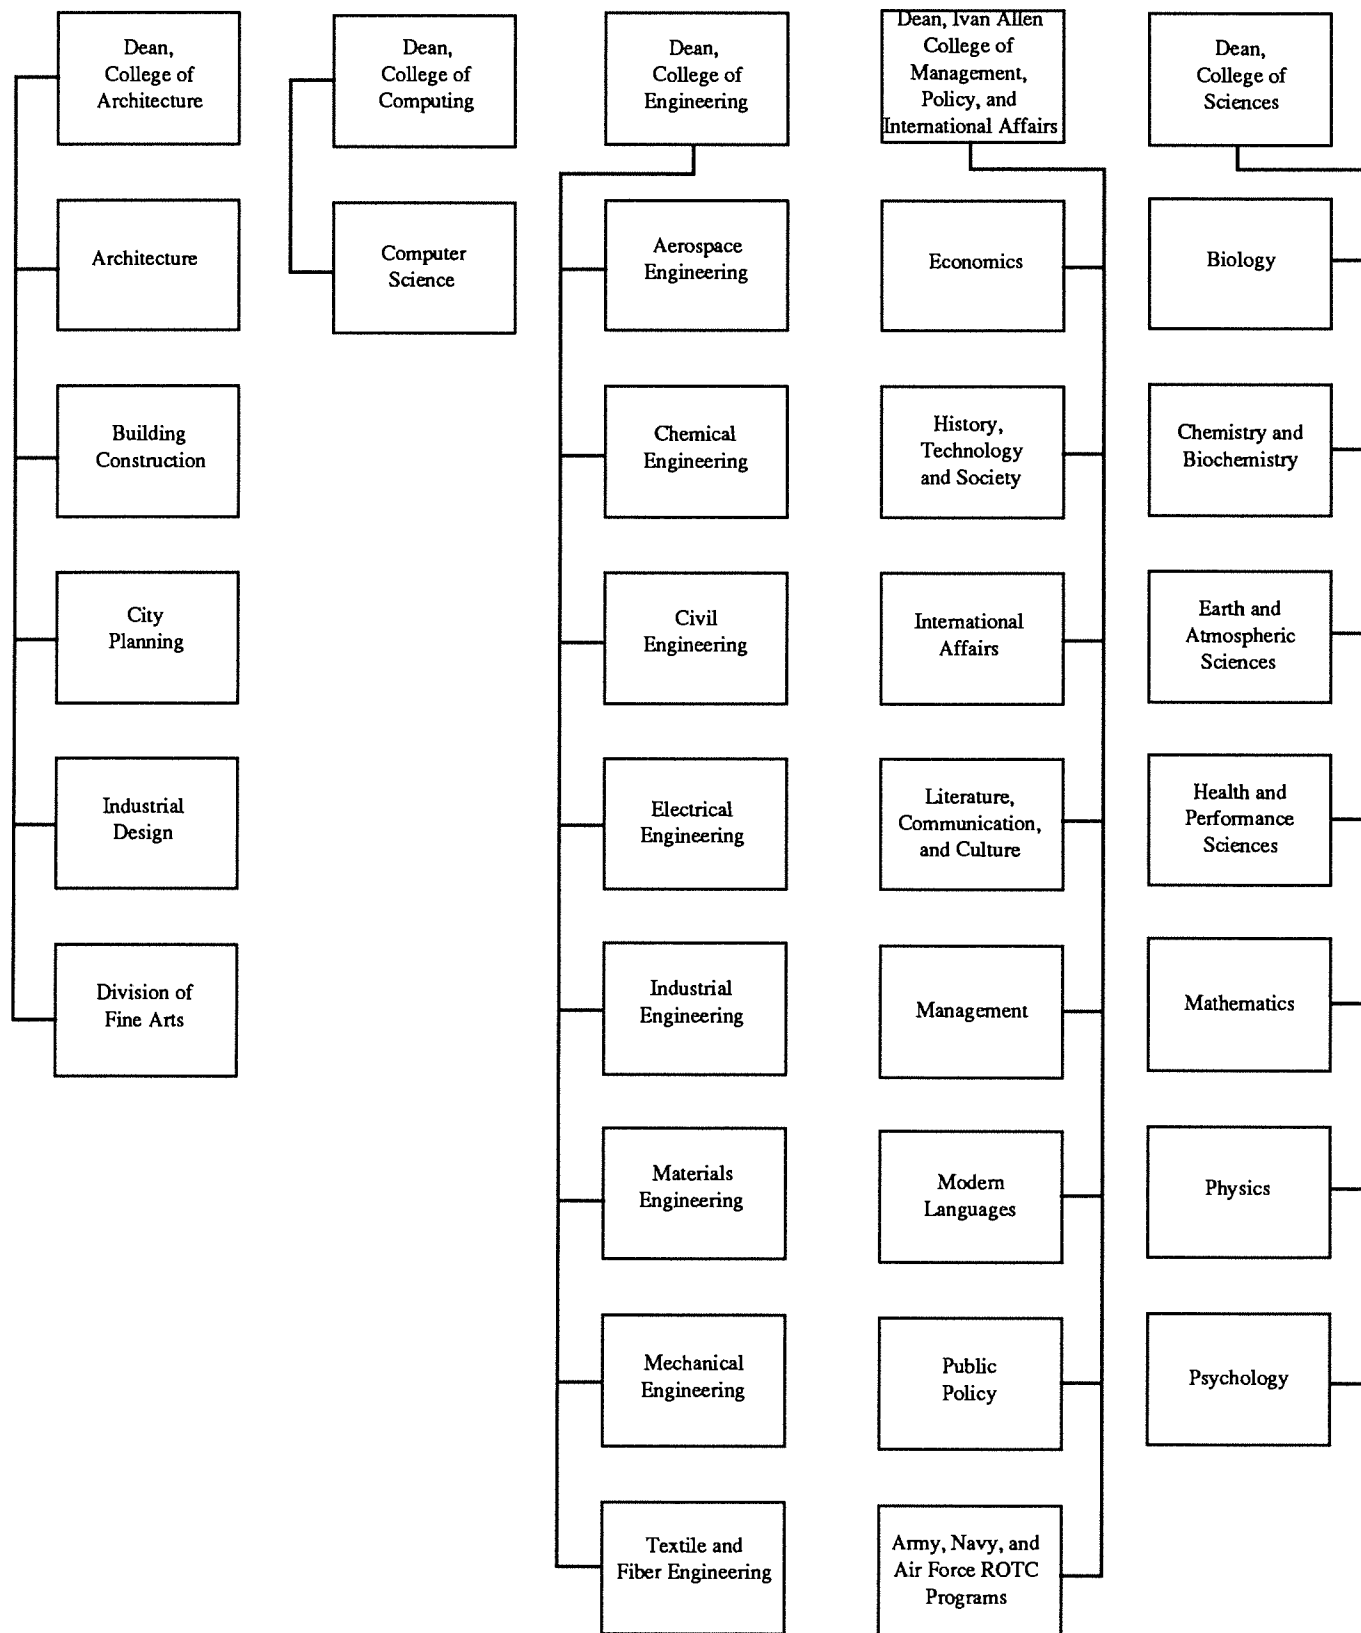 Dean,
College of
Architecture
Architecture
Building
Construction
City
Planning
Industrial
Design
Division of
Fine Arts
Dean,
College of
Computing
Computer
Science
Dean,
College of
Engineering
Aerospace
Engineering
Chemical
Engineering
Civil
Engineering
Electrical
Engineering
Industrial
Engineering
Materials
Engineering
Mechanical
Engineering
Textile and
Fiber Engineering
Dean, Ivan Allen
College of
Management,
Policy, and
International Affairs
Economics
History,
Technology
and Society
International
Affairs
Literature,
Communication,
and Culture
Management
Modern
Languages
Public
Policy
Army, Navy, and
Air Force ROTC
Programs
Dean,
College of
Sciences
Biology
Chemistry and
Biochemistry
Earth and
Atmospheric
Sciences
Health and
Performance
Sciences
Mathematics
Physics
Psychology